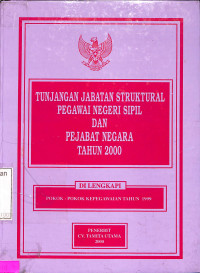 TUNJANGAN JABATAN STRUKTURAL
PEGAWAI NEGERI SIPIL
DAN
PEJABAT NEGARA
TAHUN 2000
DI LENGKAPI
POKOK - POKOK KEPEGAWAIAN TAHUN 1999
PENERBIT
CV. TAMITA UTAMA
2000